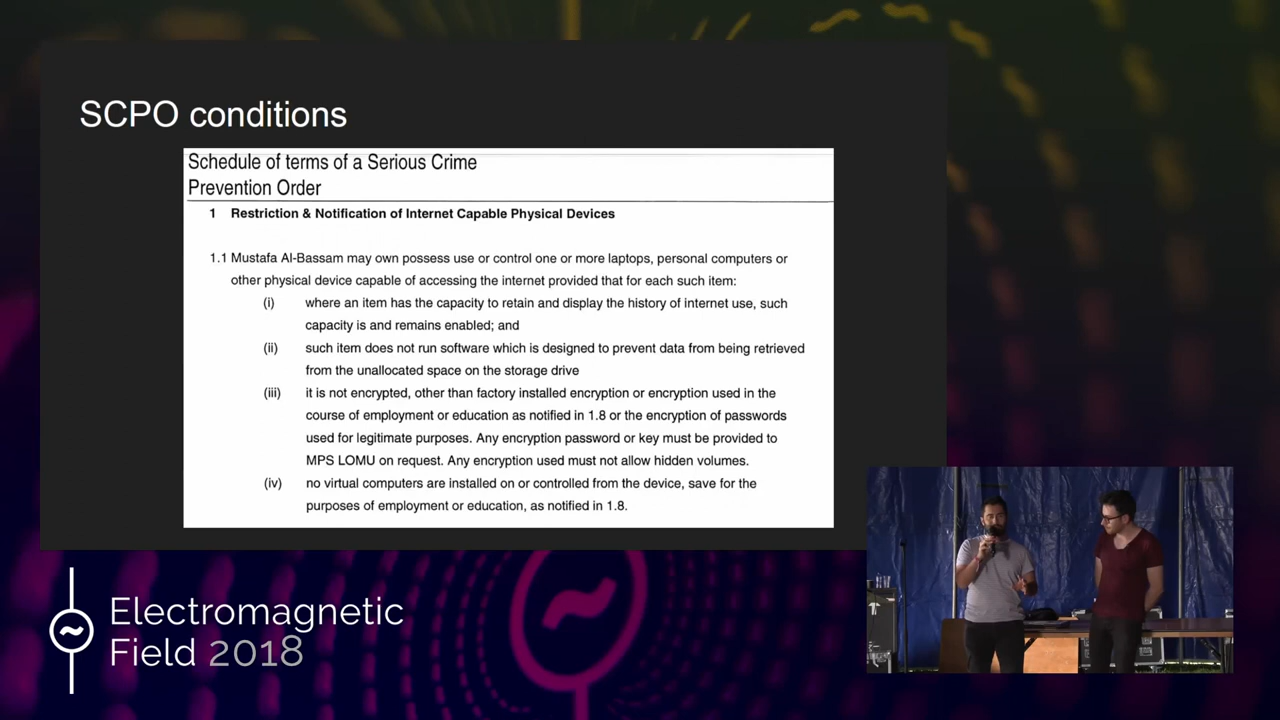 SCPO conditions
Schedule of terms of a Serious Crime
Prevention Order
1 Restriction & Notification of Internet Capable Physical Devices
1.1 Mustafa Al-Bassam may own possess use or control one or more laptops, personal computers or
other physical device capable of accessing the internet provided that for each such item:
(i) where an item has the capacity to retain and display the history of internet use, such
capacity is and remains enabled; and
(ii) such item does not run software which is designed to prevent data from being retrieved
from the unallocated space on the storage drive
(iii) it is not encrypted, other than factory installed encryption or encryption used in the
course of employment or education as notified in 1.8 or the encryption of passwords
used for legitimate purposes. Any encryption password or key must be provided to
MPS LOMU on request. Any encryption used must not allow hidden volumes.
(iv) no virtual computers are installed on or controlled from the device, save for the
purposes of employment or education, as notified in 1.8.
Electromagnetic
Field 2018